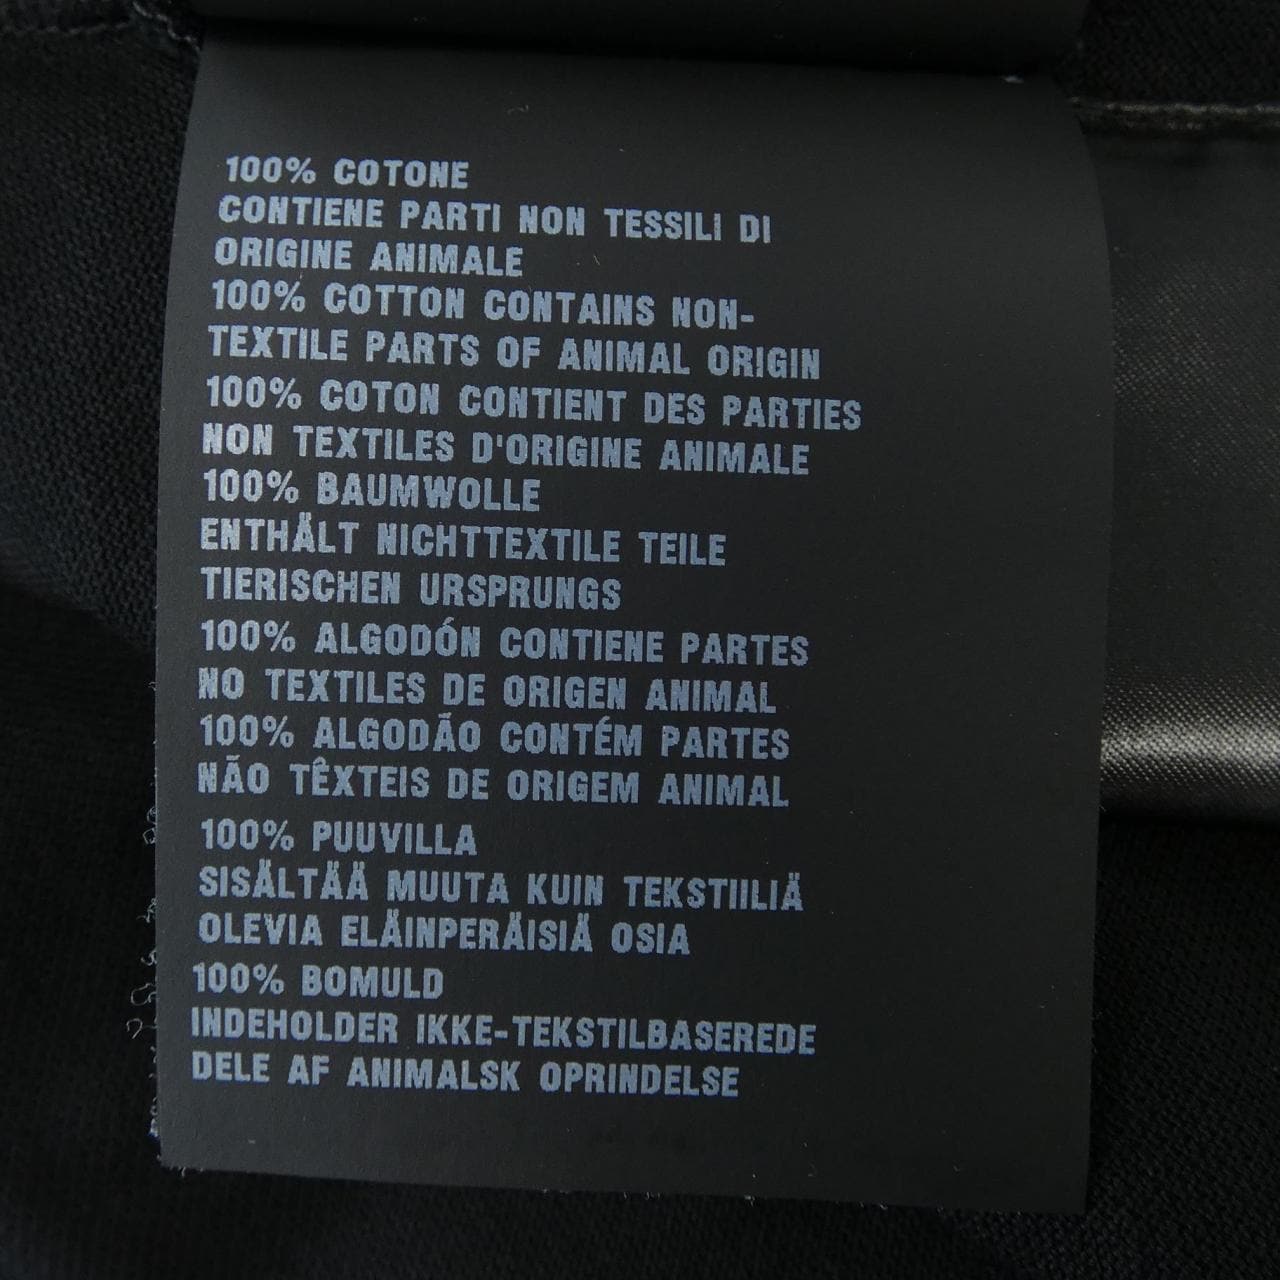 100% COTONE
CONTIENE PARTI NON TESSILI DI
ORIGINE ANIMALE
100% COTTON CONTAINS NON-
TEXTILE PARTS OF ANIMAL ORIGIN
100% COTON CONTIENT DES PARTIES
NON TEXTILES D'ORIGINE ANIMALE
100% BAUMWOLLE
ENTHÄLT NICHTTEXTILE TEILE
TIERISCHEN URSPRUNGS
100% ALGODÓN CONTIENE PARTES
NO TEXTILES DE ORIGEN ANIMAL
100% ALGODÃO CONTÉM PARTES
NÃO TÊXTEIS DE ORIGEM ANIMAL
100% PUUVILLA
SISÄLTÄÄ MUUTA KUIN TEKSTIILIÄ
OLEVIA ELÄINPERÄISIÄ OSIA
100% BOMULD
INDEHOLDER IKKE-TEKSTILBASEREDE
DELE AF ANIMALSK OPRINDELSE